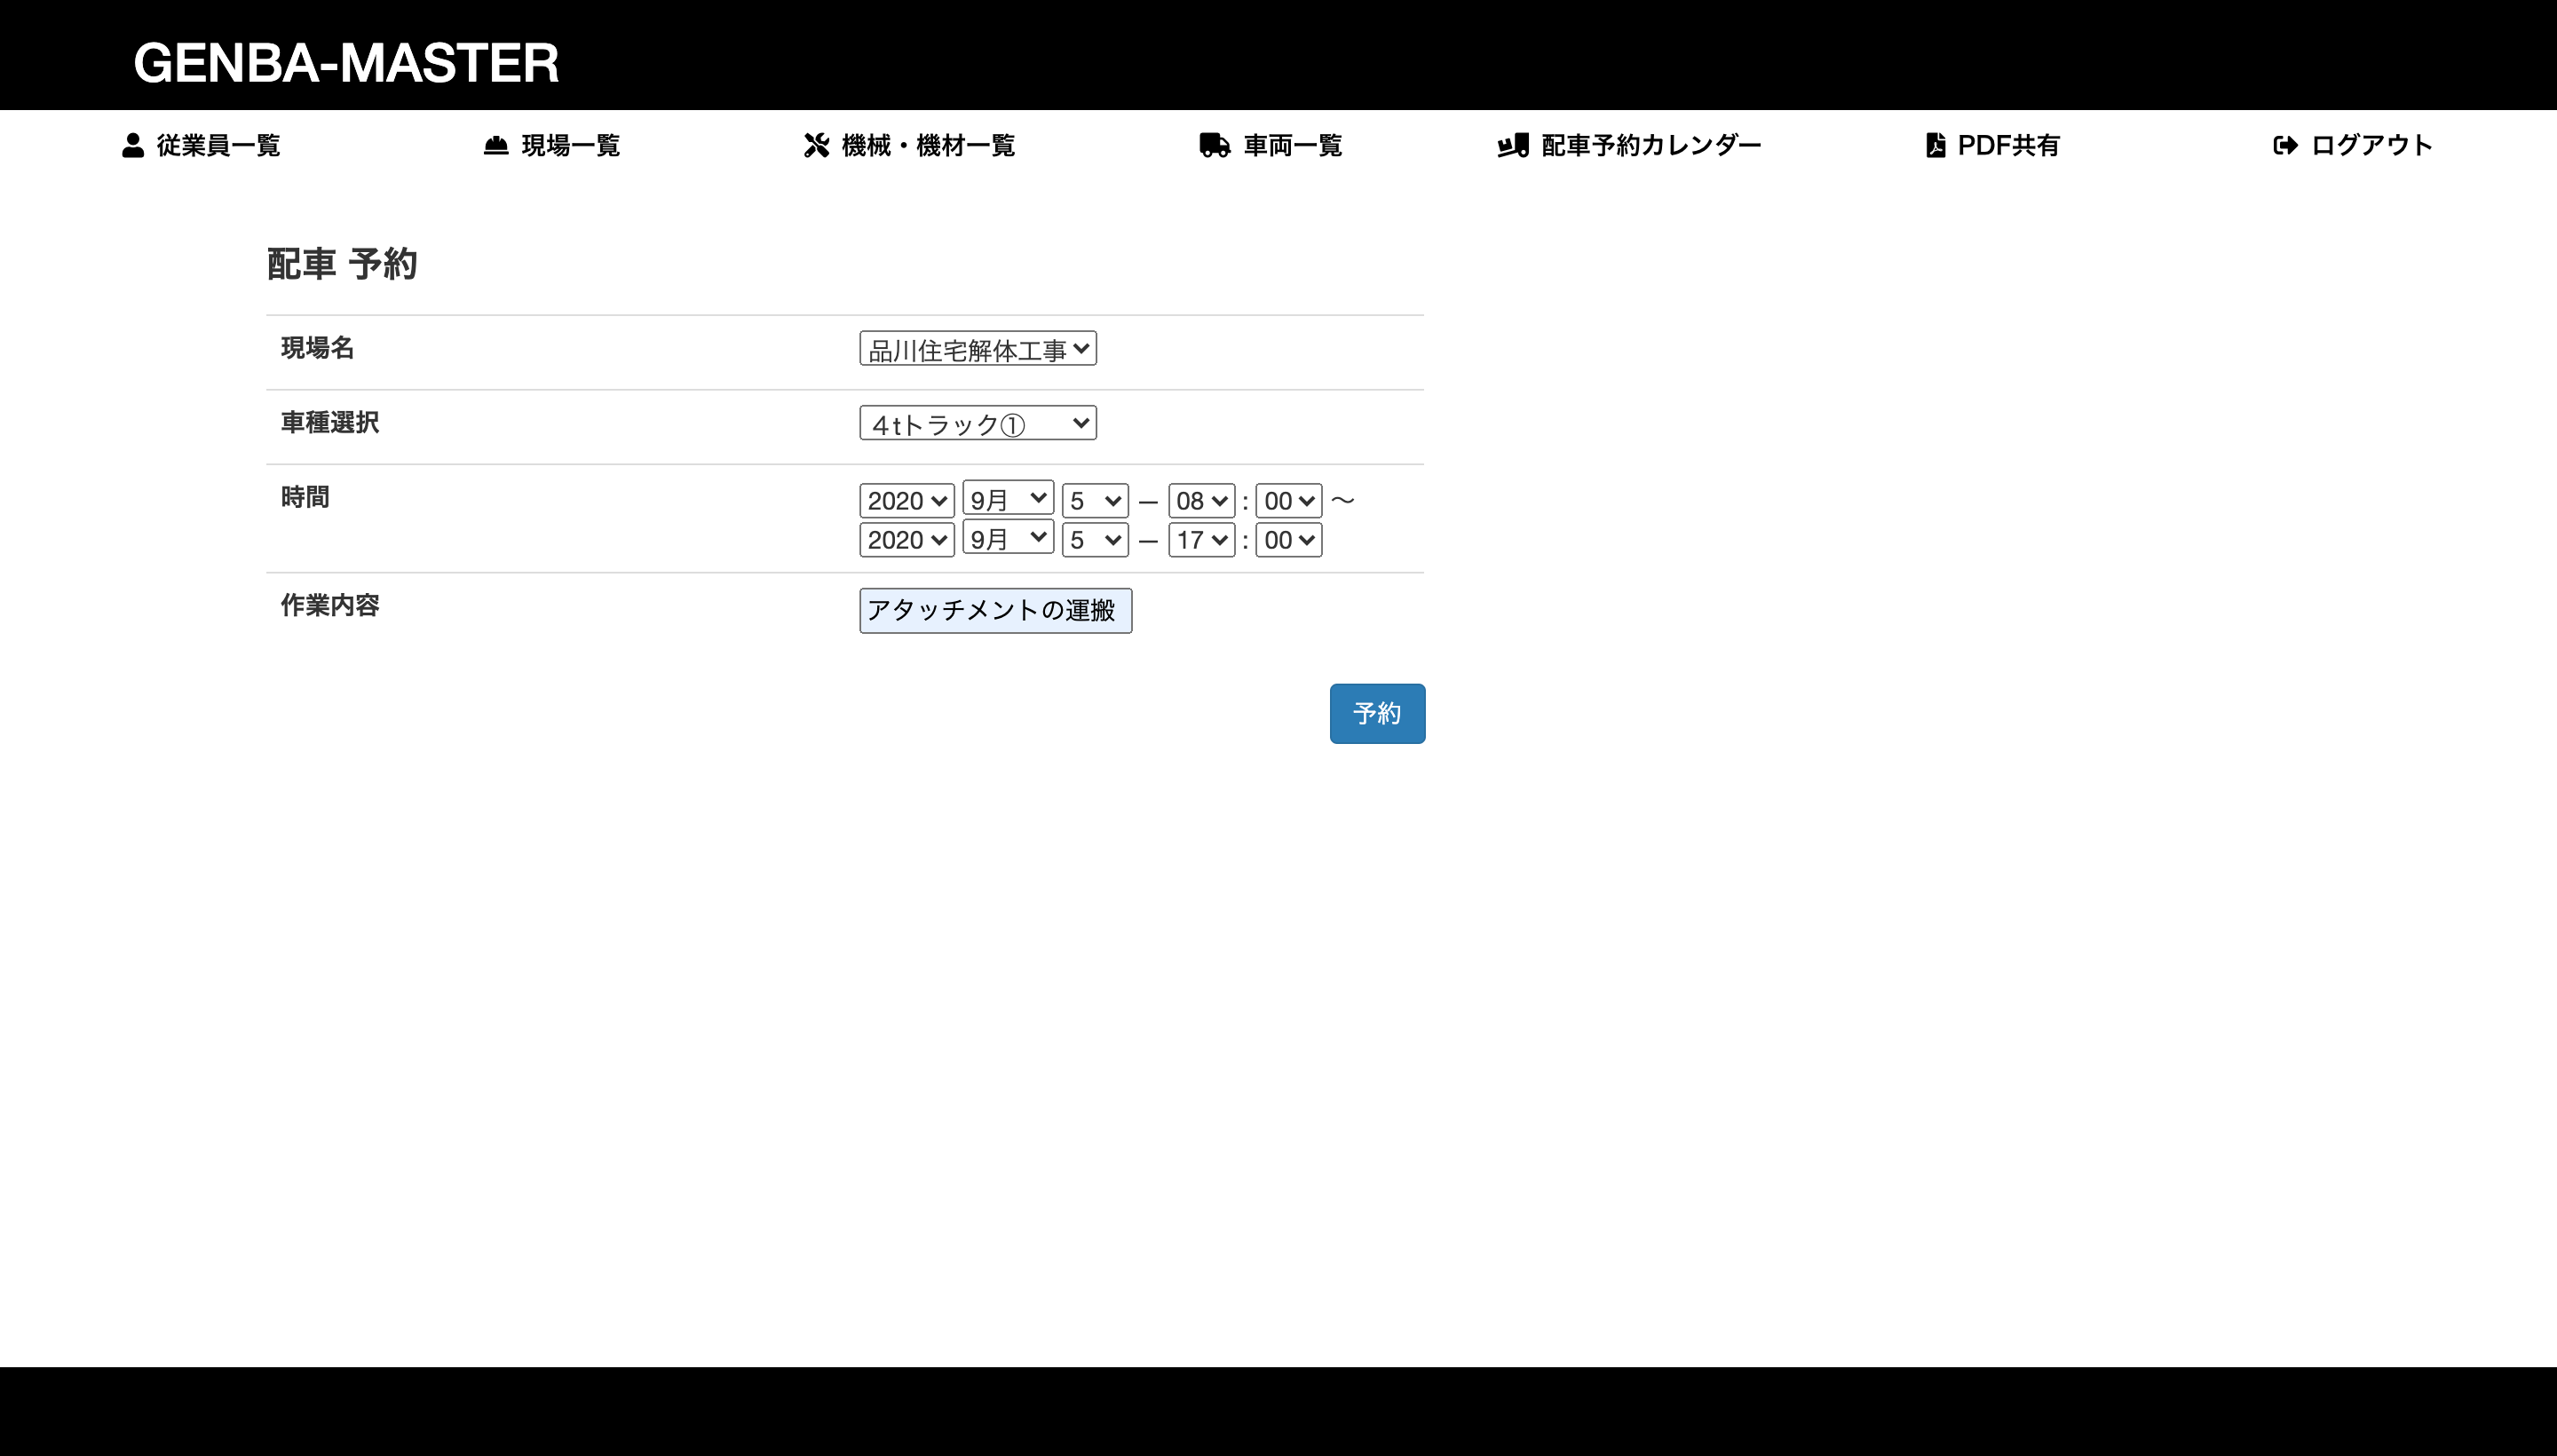 GENBA-MASTER
従業員一覧 現場一覧 機械・機材一覧 車両一覧 配車予約カレンダー PDF共有 ログアウト
配車 予約
現場名 品川住宅解体工事
車種選択 ４tトラック①
時間 2020 9月 5 — 08 : 00 〜
2020 9月 5 — 17 : 00
作業内容 アタッチメントの運搬
予約